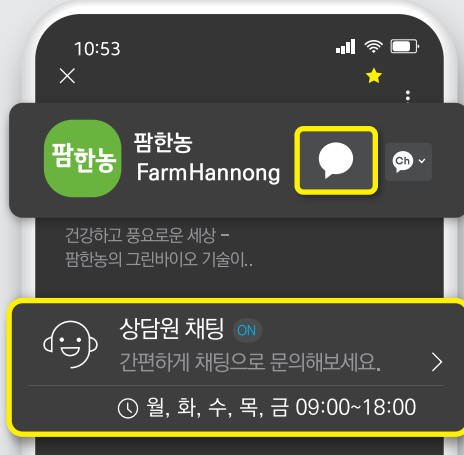 10:53
팜한농
팜한농
FarmHannong
Ch
건강하고 풍요로운 세상 –
팜한농의 그린바이오 기술이..
상담원 채팅 ON
간편하게 채팅으로 문의해보세요.
월, 화, 수, 목, 금 09:00~18:00